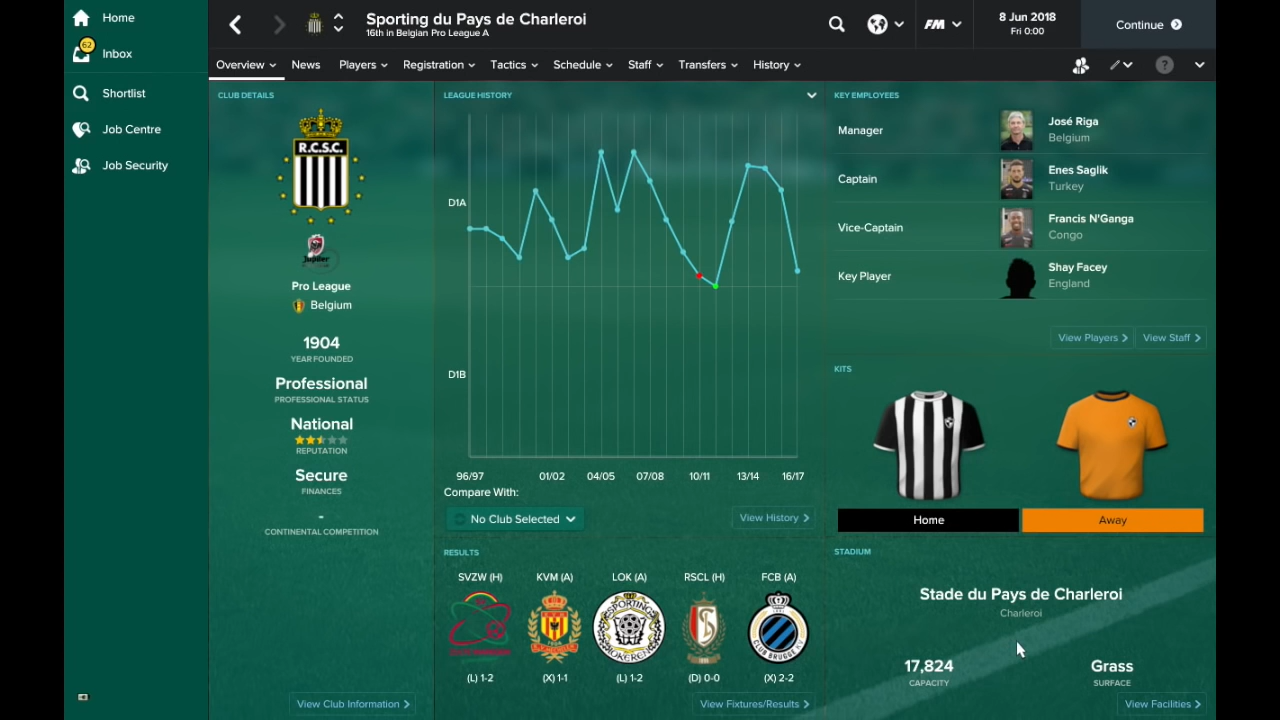 Home
62
Inbox
Shortlist
Job Centre
Job Security
Sporting du Pays de Charleroi
16th in Belgian Pro League A
FM
8 Jun 2018
Fri 0:00
Continue
Overview
News
Players
Registration
Tactics
Schedule
Staff
Transfers
History
?
CLUB DETAILS
R.C.S.C.
Jupiler
Pro League
Belgium
1904
YEAR FOUNDED
Professional
PROFESSIONAL STATUS
National
REPUTATION
Secure
FINANCES
-
CONTINENTAL COMPETITION
View Club Information
LEAGUE HISTORY
D1A
D1B
96/97 01/02 04/05 07/08 10/11 13/14 16/17
Compare With:
No Club Selected
View History
RESULTS
SVZW (H) KVM (A) LOK (A) RSCL (H) FCB (A)
SPORTING
LOKEREN
CLUB BRUGGE K.V.
(L) 1-2 (X) 1-1 (L) 1-2 (D) 0-0 (X) 2-2
View Fixtures/Results
KEY EMPLOYEES
Manager
José Riga
Belgium
Captain
Enes Saglik
Turkey
Vice-Captain
Francis N'Ganga
Congo
Key Player
Shay Facey
England
View Players
View Staff
KITS
Home
Away
STADIUM
Stade du Pays de Charleroi
Charleroi
17,824
CAPACITY
Grass
SURFACE
View Facilities